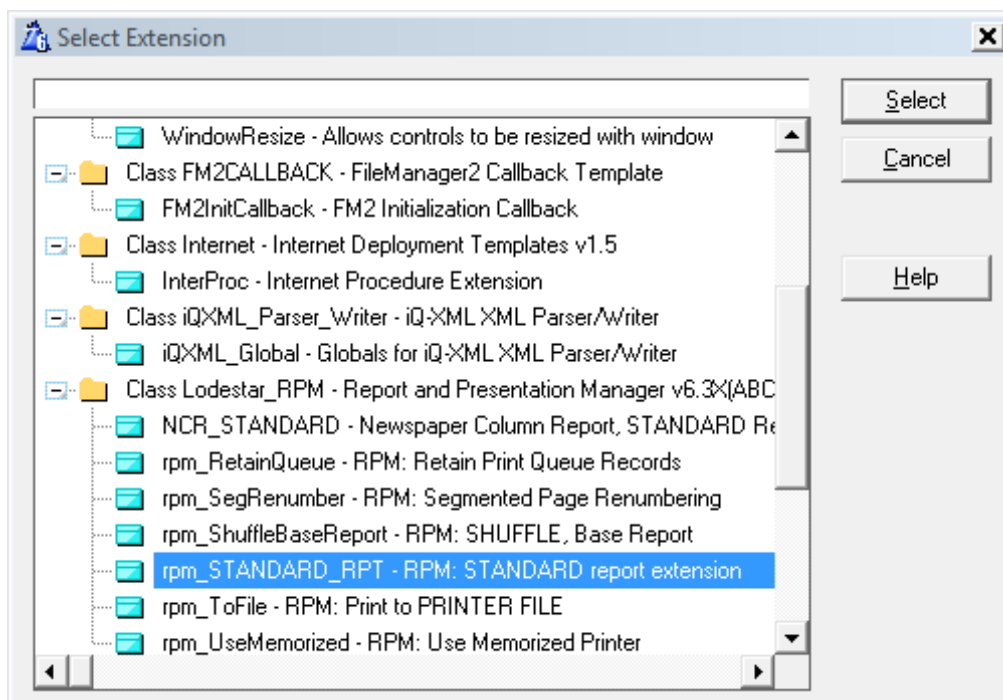 Select Extension
Select
WindowResize - Allows controls to be resized with window
Cancel
Class FM2CALLBACK - FileManager2 Callback Template
FM2InitCallback - FM2 Initialization Callback
Class Internet - Internet Deployment Templates v1.5
InterProc - Internet Procedure Extension
Help
Class iQXML_Parser_Writer - iQ-XML XML Parser/Writer
iQXML_Global - Globals for iQ-XML XML Parser/Writer
Class Lodestar_RPM - Report and Presentation Manager v6.3X(ABC
NCR_STANDARD - Newspaper Column Report, STANDARD Re
rpm_RetainQueue - RPM: Retain Print Queue Records
rpm_SegRenumber - RPM: Segmented Page Renumbering
rpm_ShuffleBaseReport - RPM: SHUFFLE, Base Report
rpm_STANDARD_RPT - RPM: STANDARD report extension
rpm_ToFile - RPM: Print to PRINTER FILE
rpm_UseMemorized - RPM: Use Memorized Printer